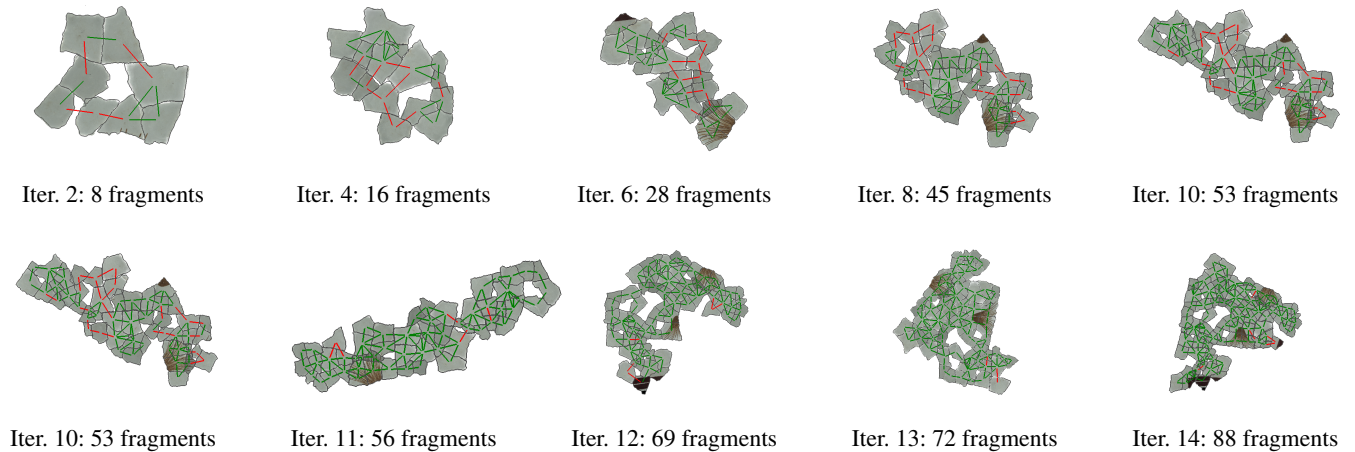 Iter. 2: 8 fragments
Iter. 4: 16 fragments
Iter. 6: 28 fragments
Iter. 8: 45 fragments
Iter. 10: 53 fragments
Iter. 10: 53 fragments
Iter. 11: 56 fragments
Iter. 12: 69 fragments
Iter. 13: 72 fragments
Iter. 14: 88 fragments